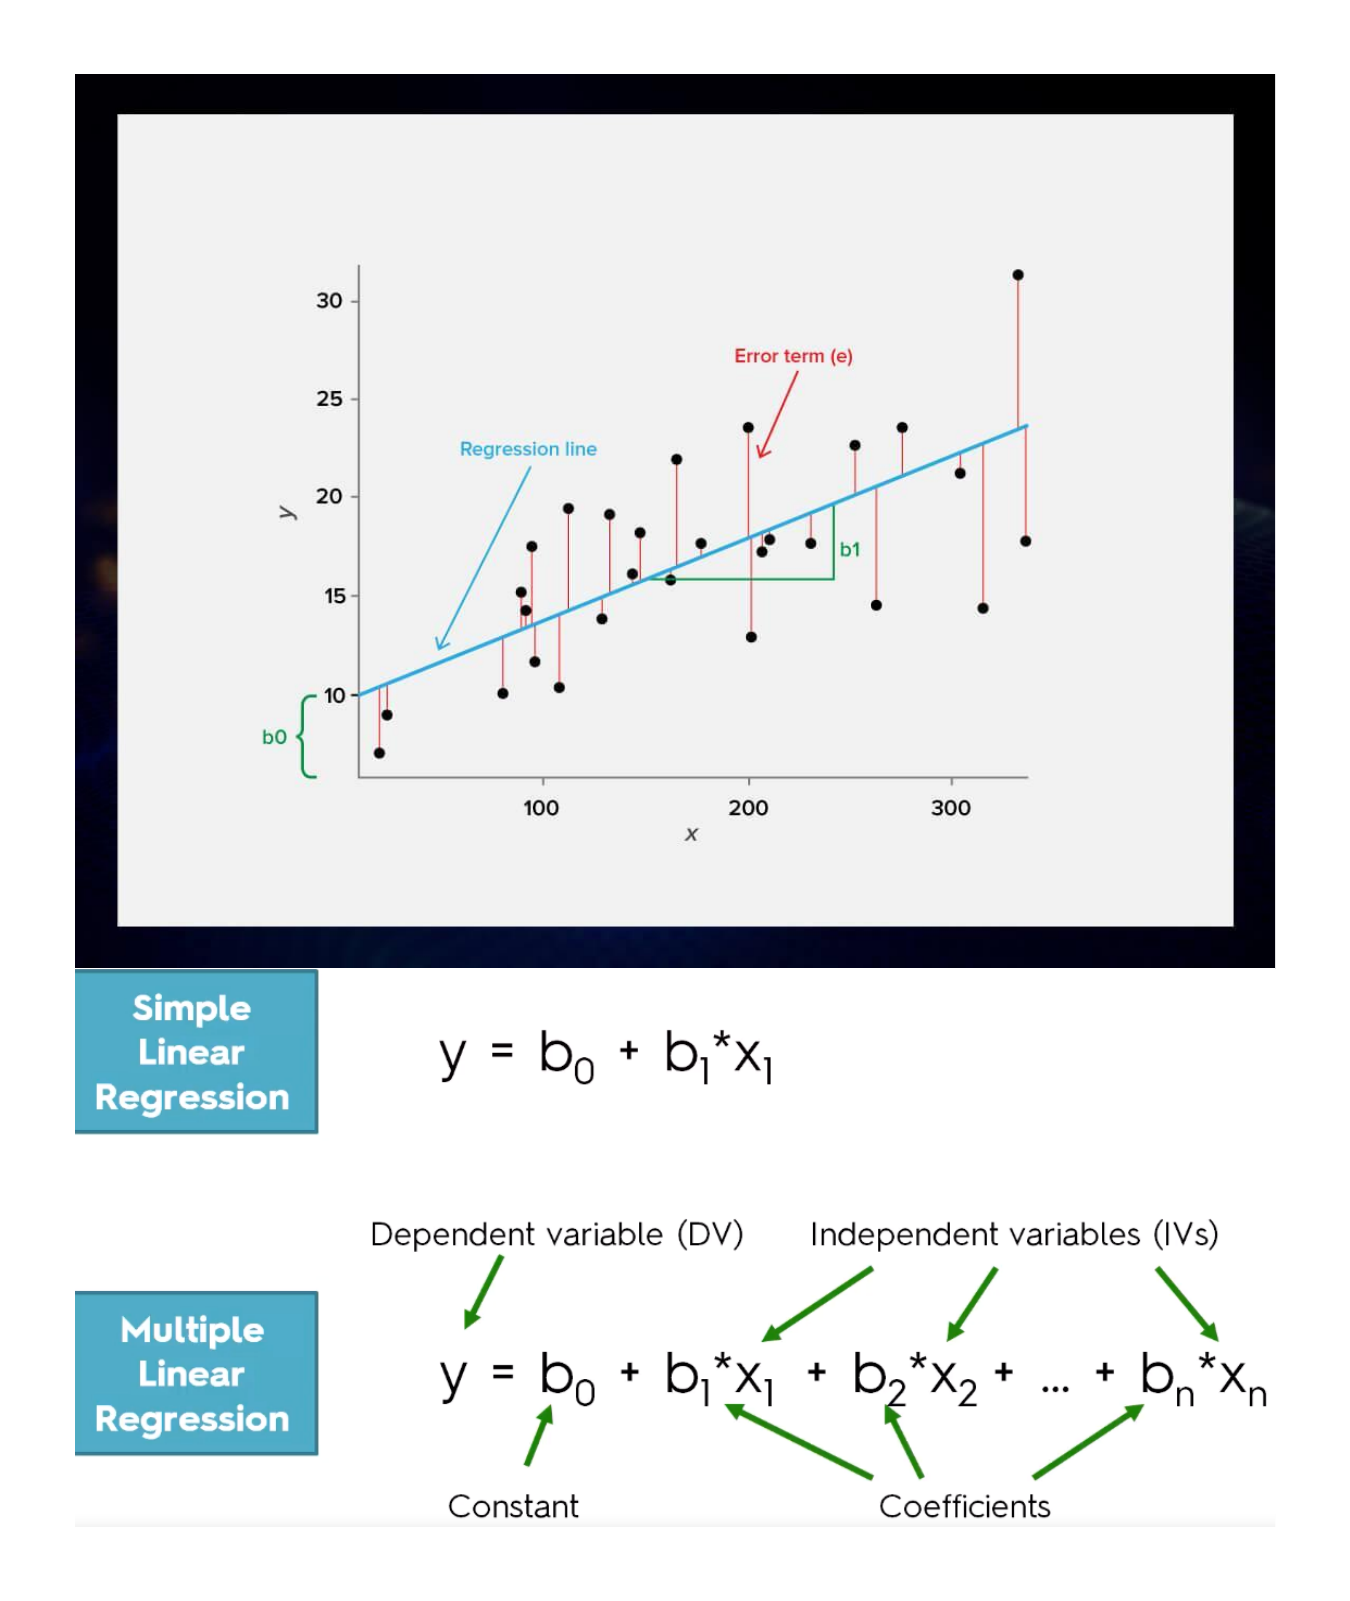 30
Error term (e)
25
Regression line
20
y
b1
15
10
b0
100 200 300
x
Simple
Linear
Regression
y = b₀ + b₁*x₁
Dependent variable (DV) Independent variables (IVs)
Multiple
Linear
Regression
y = b₀ + b₁*x₁ + b₂*x₂ + ... + bₙ*xₙ
Constant Coefficients